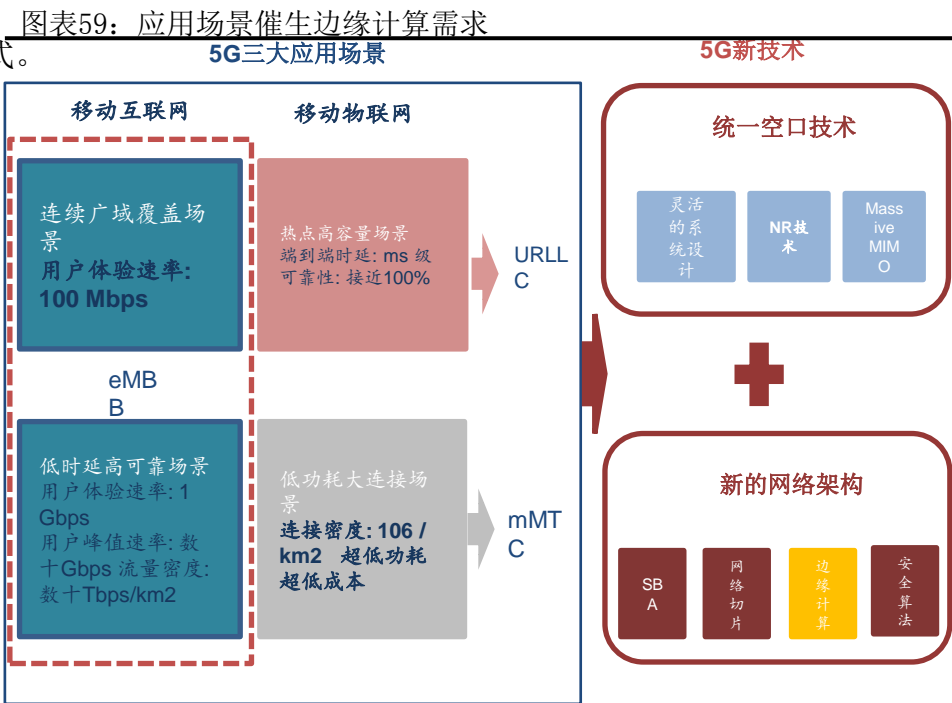 图表59：应用场景催生边缘计算需求
式。
5G三大应用场景
5G新技术
移动互联网
移动物联网
连续广域覆盖场
景
用户体验速率:
100 Mbps
热点高容量场景
端到端时延: ms 级
可靠性: 接近100%
URLL
C
eMB
B
低时延高可靠场景
用户体验速率: 1
Gbps
用户峰值速率: 数
十Gbps 流量密度:
数十Tbps/km2
低功耗大连接场
景
连接密度: 106 /
km2 超低功耗
超低成本
mMT
C
统一空口技术
灵活
的系
统设
计
NR技
术
Mass
ive
MIM
O
新的网络架构
SB
A
网
络
切
片
边
缘
计
算
安
全
算
法